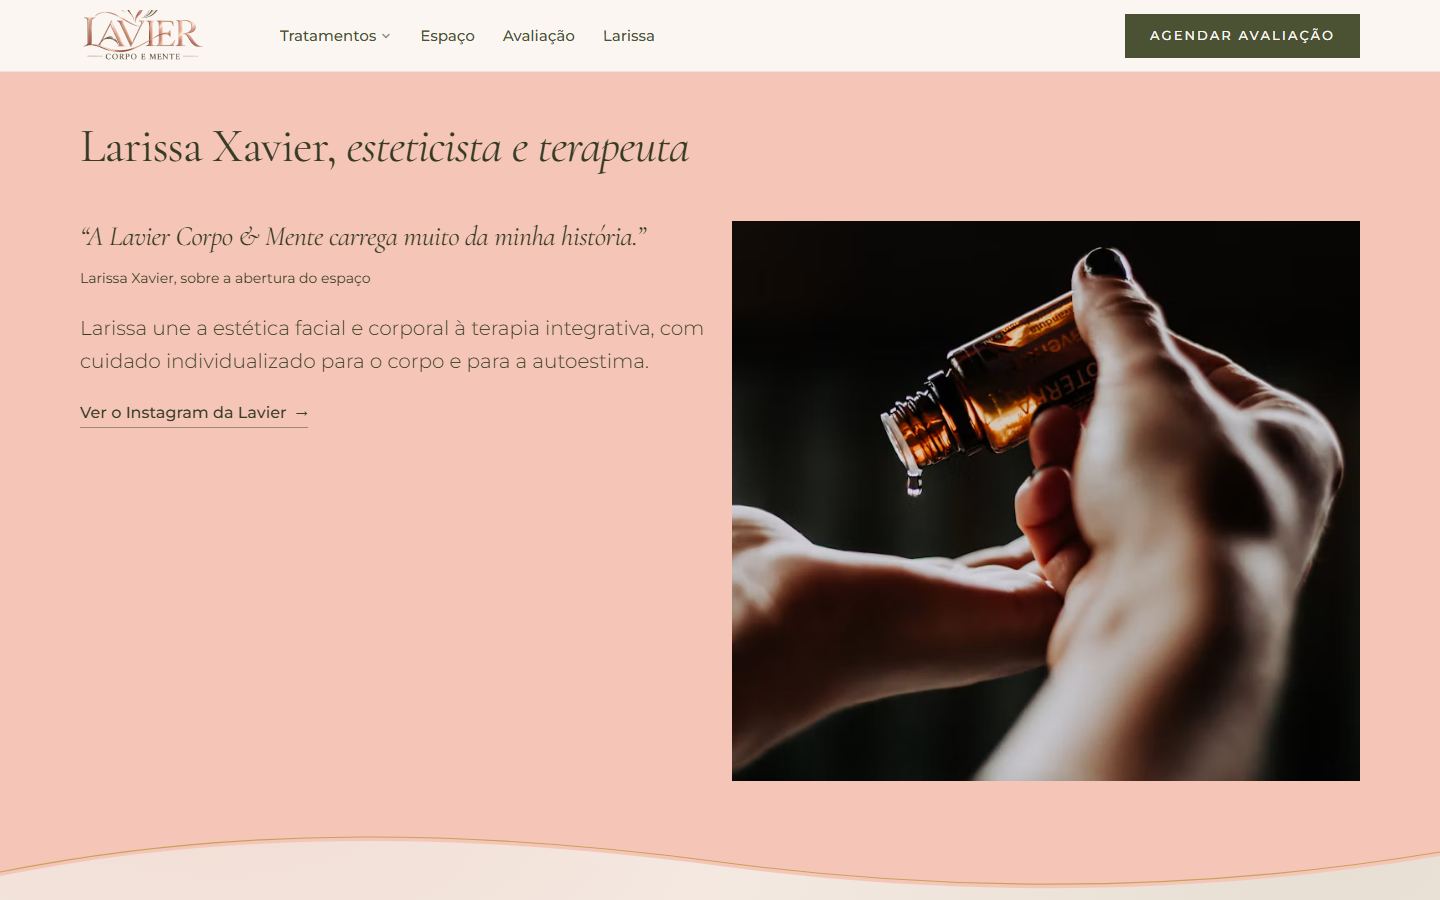 LAVIER
CORPO E MENTE
Tratamentos
Espaço
Avaliação
Larissa
AGENDAR AVALIAÇÃO
Larissa Xavier, esteticista e terapeuta
“A Lavier Corpo & Mente carrega muito da minha história.”
Larissa Xavier, sobre a abertura do espaço
Larissa une a estética facial e corporal à terapia integrativa, com
cuidado individualizado para o corpo e para a autoestima.
Ver o Instagram da Lavier →